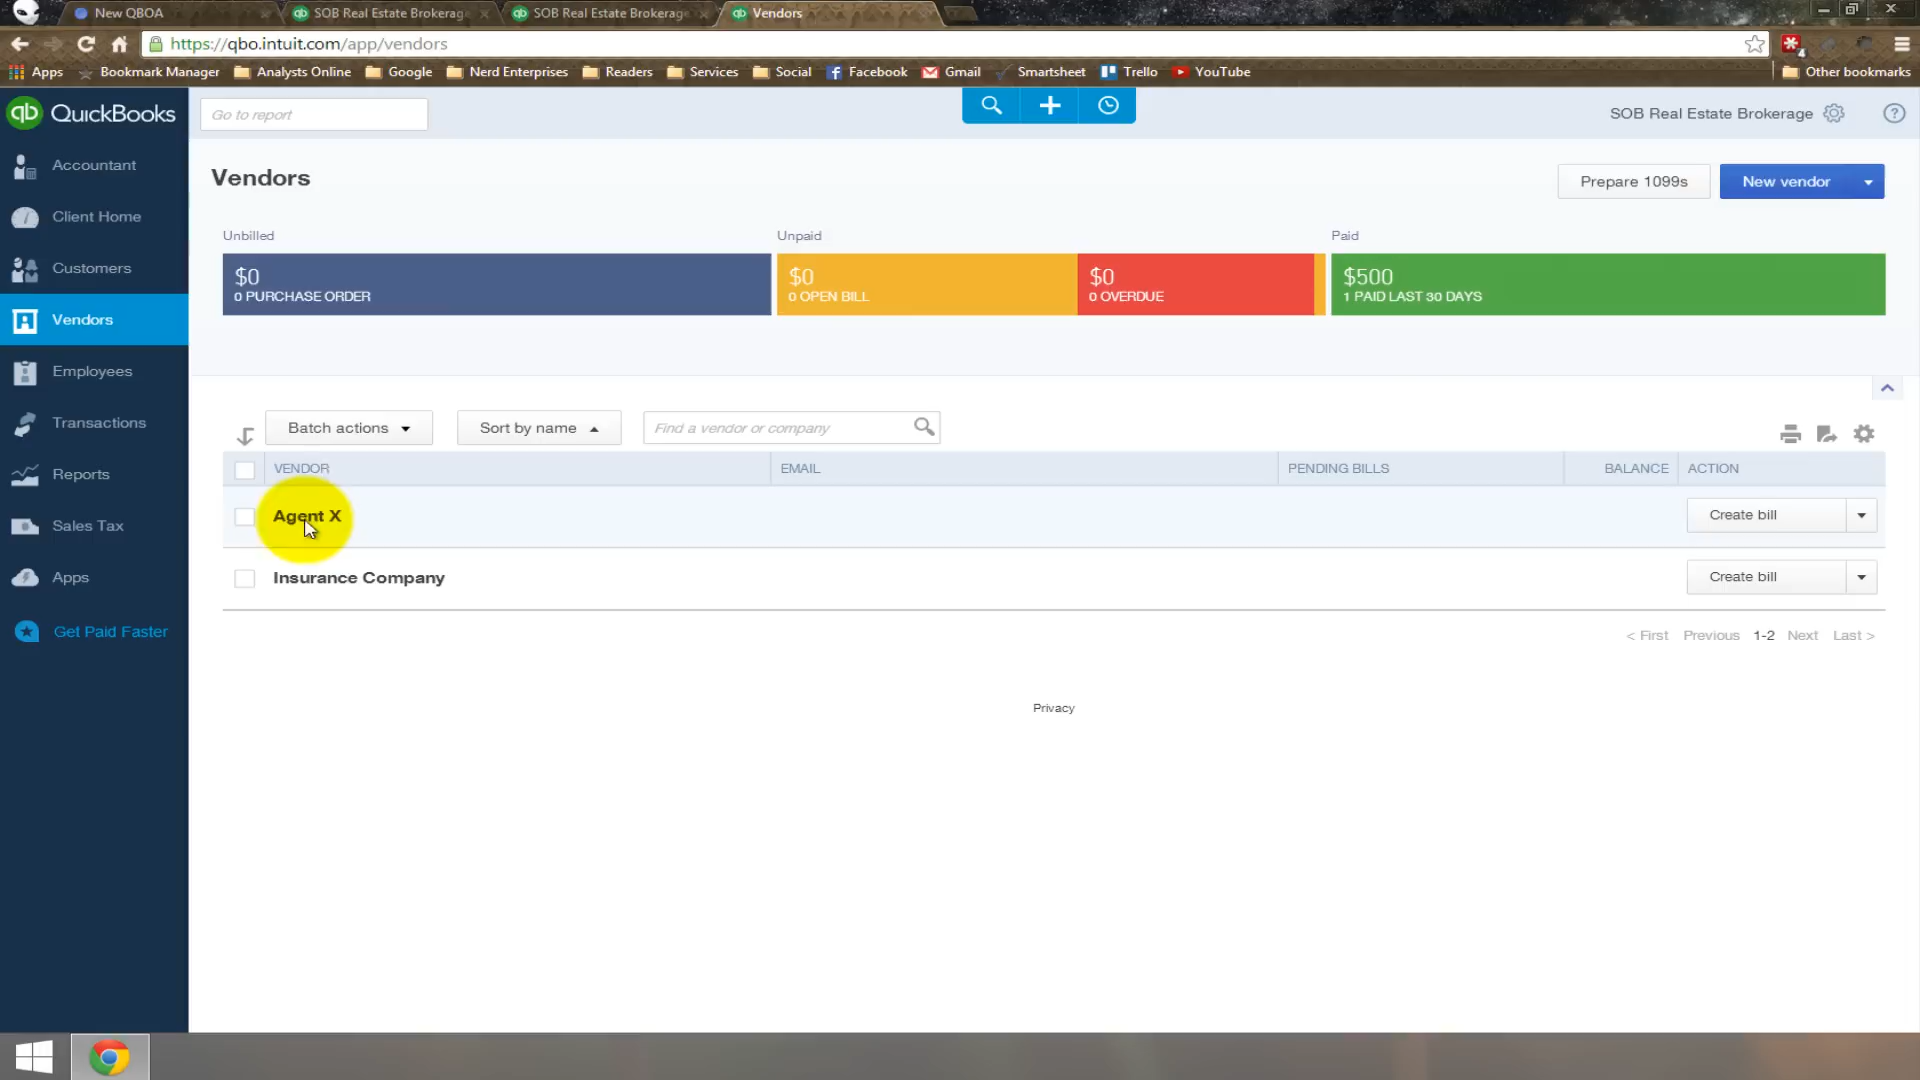 New QBOA
SOB Real Estate Brokerage
SOB Real Estate Brokerage
Vendors
https://qbo.intuit.com/app/vendors
Apps
Bookmark Manager
Analysts Online
Google
Nerd Enterprises
Readers
Services
Social
Facebook
Gmail
Smartsheet
Trello
YouTube
Other bookmarks
qb QuickBooks
Go to report
SOB Real Estate Brokerage
Accountant
Client Home
Customers
Vendors
Employees
Transactions
Reports
Sales Tax
Apps
Get Paid Faster
Vendors
Prepare 1099s
New vendor
Unbilled
Unpaid
Paid
$0
0 PURCHASE ORDER
$0
0 OPEN BILL
$0
0 OVERDUE
$500
1 PAID LAST 30 DAYS
Batch actions
Sort by name
Find a vendor or company
VENDOR EMAIL PENDING BILLS BALANCE ACTION
Agent X Create bill
Insurance Company Create bill
< First Previous 1-2 Next Last >
Privacy